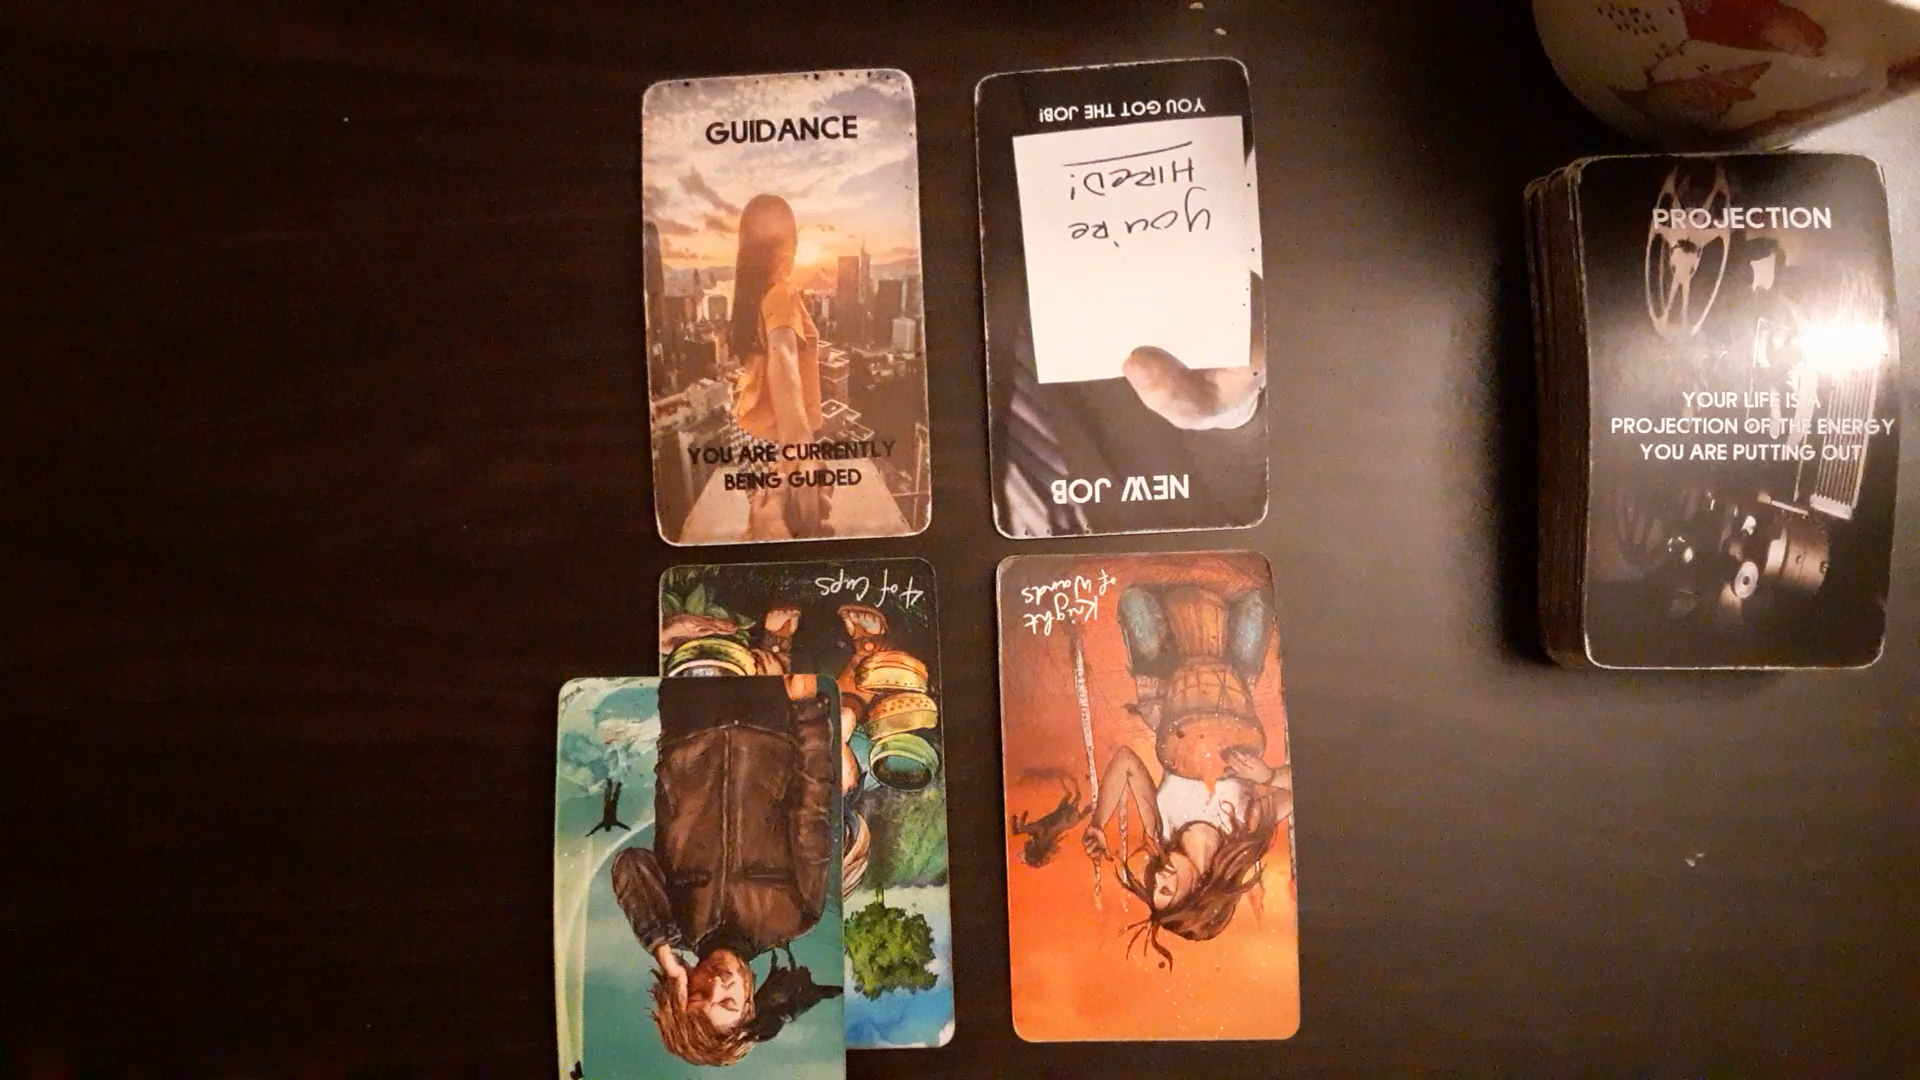 GUIDANCE
YOU ARE CURRENTLY
BEING GUIDED
NEW JOB
you're
HIReD!
YOU GOT THE JOB!
PROJECTION
YOUR LIFE IS A
PROJECTION OF THE ENERGY
YOU ARE PUTTING OUT
4 of Cups
Knight
of Wands